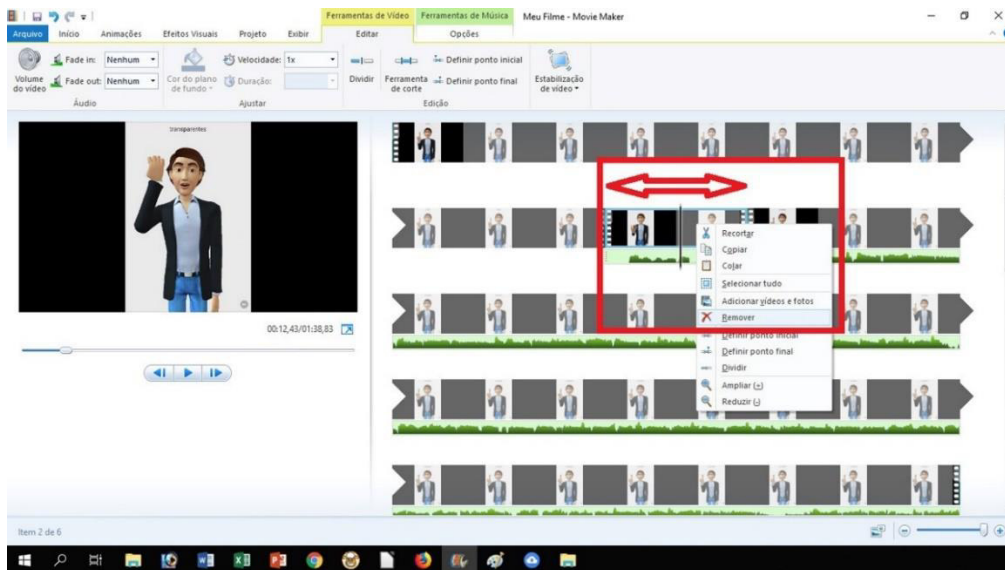 Ferramentas de Vídeo Ferramentas de Música Meu Filme - Movie Maker
Arquivo Início Animações Efeitos Visuais Projeto Exibir Editar Opções
Volume do vídeo
Fade in: Nenhum
Fade out: Nenhum
Áudio
Cor do plano de fundo
Velocidade: 1x
Duração:
Ajustar
Dividir
Ferramenta de corte
Definir ponto inicial
Definir ponto final
Edição
Estabilização de vídeo
transparentes
00:12,43/01:38,83
Recortar
Copiar
Colar
Selecionar tudo
Adicionar vídeos e fotos
Remover
Definir ponto inicial
Definir ponto final
Dividir
Ampliar (+)
Reduzir (-)
Item 2 de 6